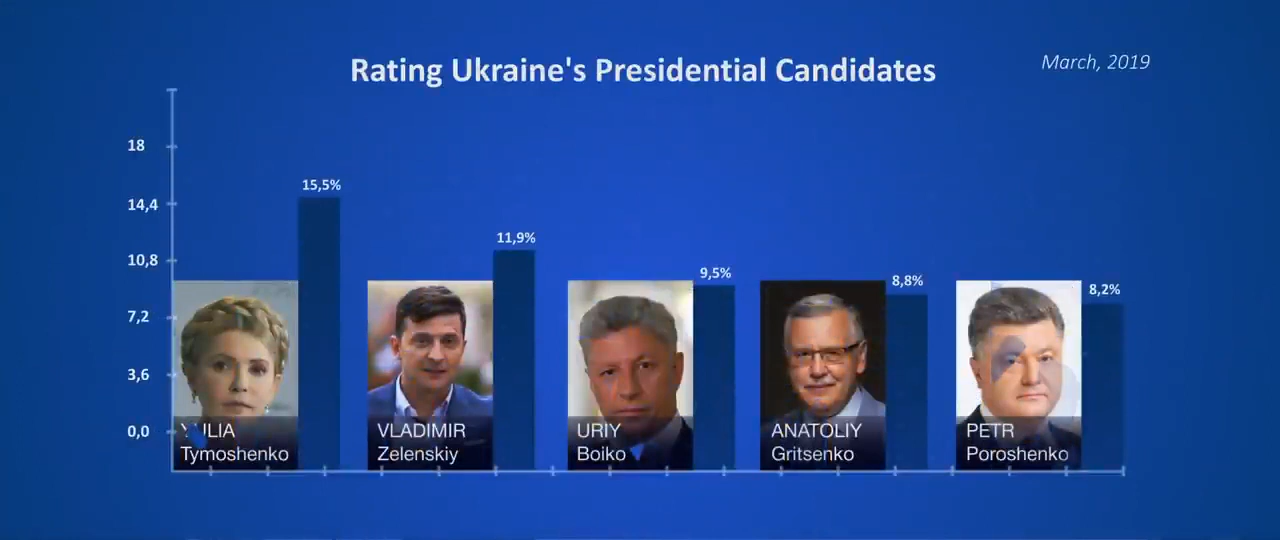 Rating Ukraine's Presidential Candidates
March, 2019
18
14,4
10,8
7,2
3,6
0,0
15,5%
11,9%
9,5%
8,8%
8,2%
YULIA
Tymoshenko
VLADIMIR
Zelenskiy
URIY
Boiko
ANATOLIY
Gritsenko
PETR
Poroshenko